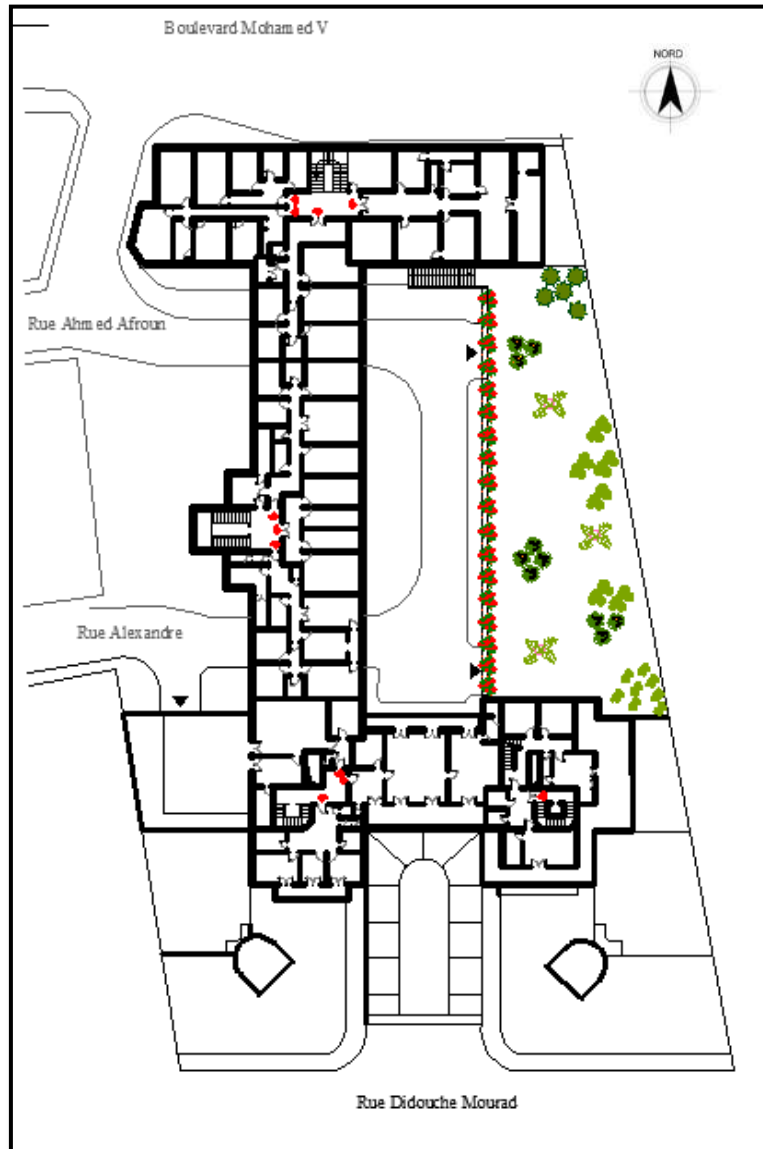 Boulevard Mohamed V
NORD
Rue Ahmed Afroun
Rue Alexandre
Rue Didouche Mourad